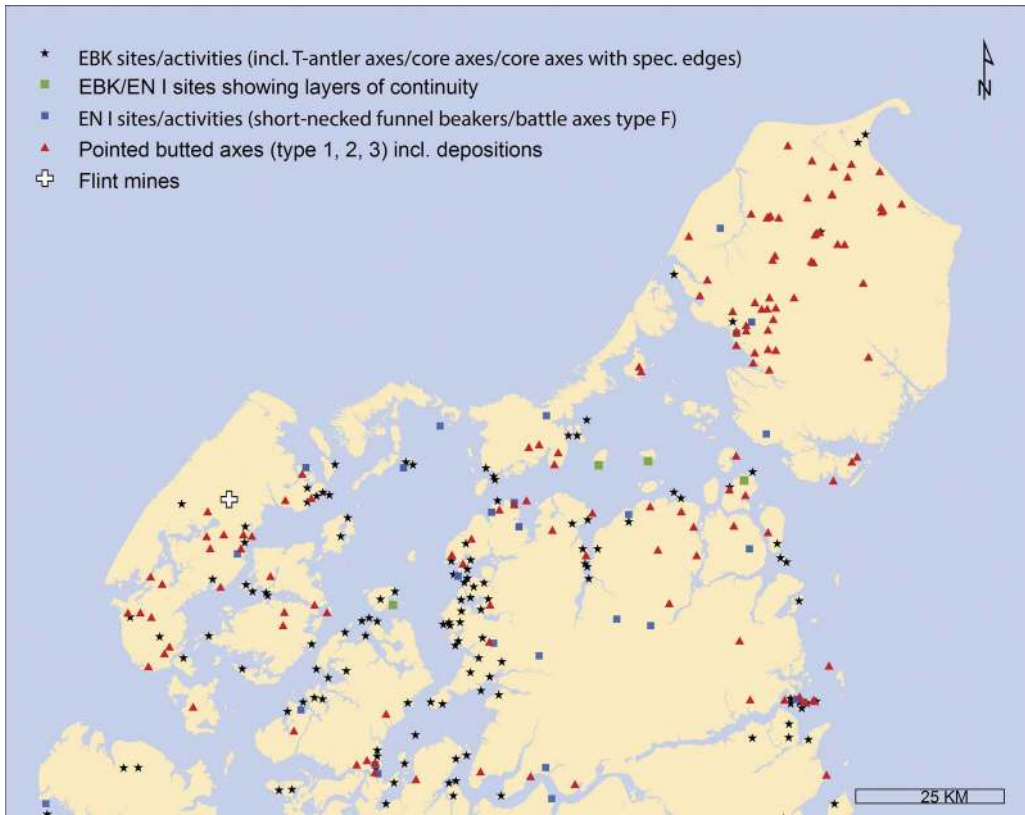 EBK sites/activities (incl. T-antler axes/core axes/core axes with spec. edges)
EBK/EN I sites showing layers of continuity
EN I sites/activities (short-necked funnel beakers/battle axes type F)
Pointed butted axes (type 1, 2, 3) incl. depositions
Flint mines
N
25 KM